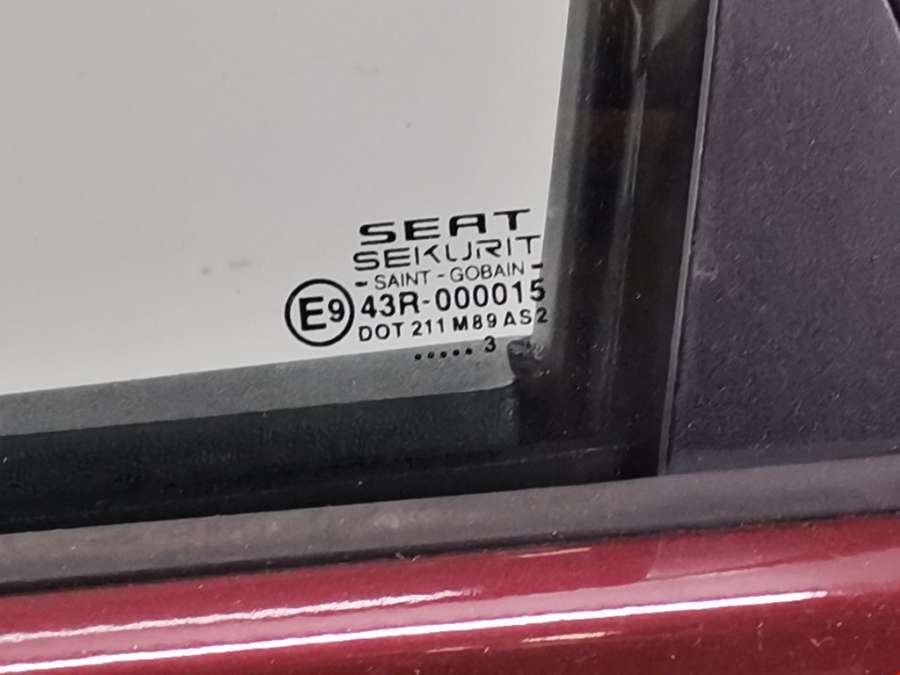 SEAT
SEKURIT
- SAINT - GOBAIN -
E9 43R-000015
DOT 211 M89 AS2
..... 3